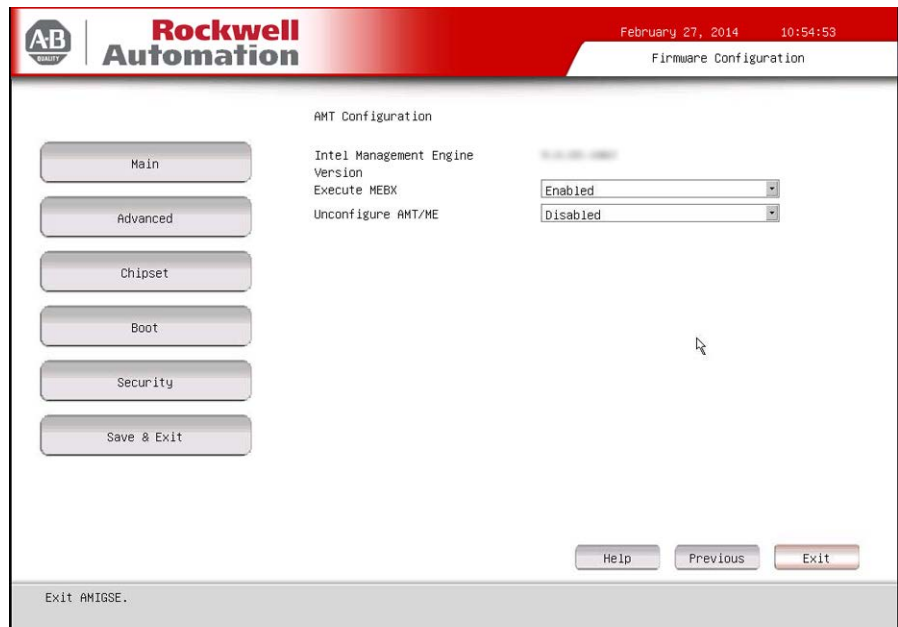 A·B
QUALITY
Rockwell
Automation
February 27, 2014 10:54:53
Firmware Configuration
AMT Configuration
Intel Management Engine
Version
Execute MEBX Enabled
Unconfigure AMT/ME Disabled
Main
Advanced
Chipset
Boot
Security
Save & Exit
Help Previous Exit
Exit AMIGSE.